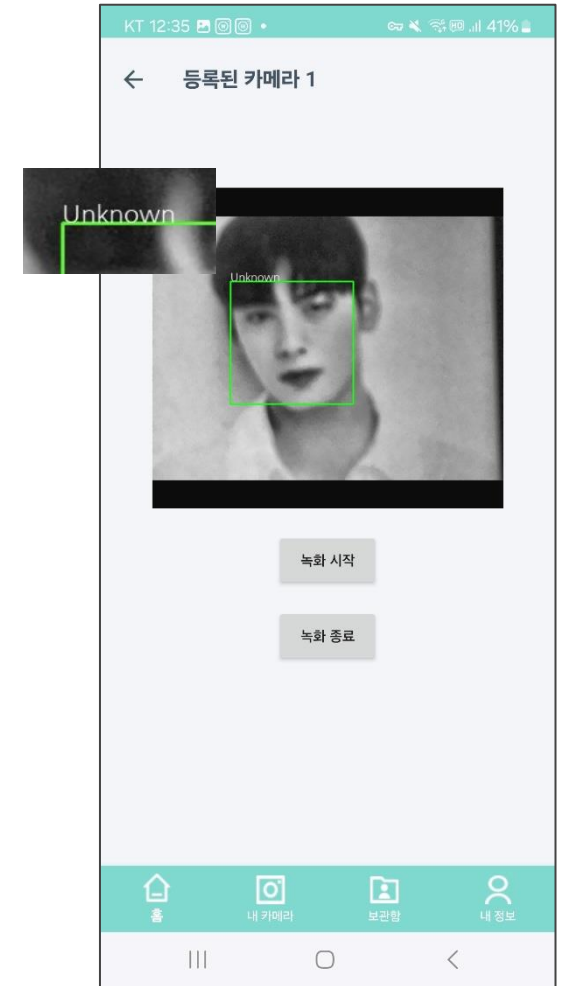 KT 12:35
41%
등록된 카메라 1
Unknown
Unknown
녹화 시작
녹화 종료
홈
내 카메라
보관함
내 정보